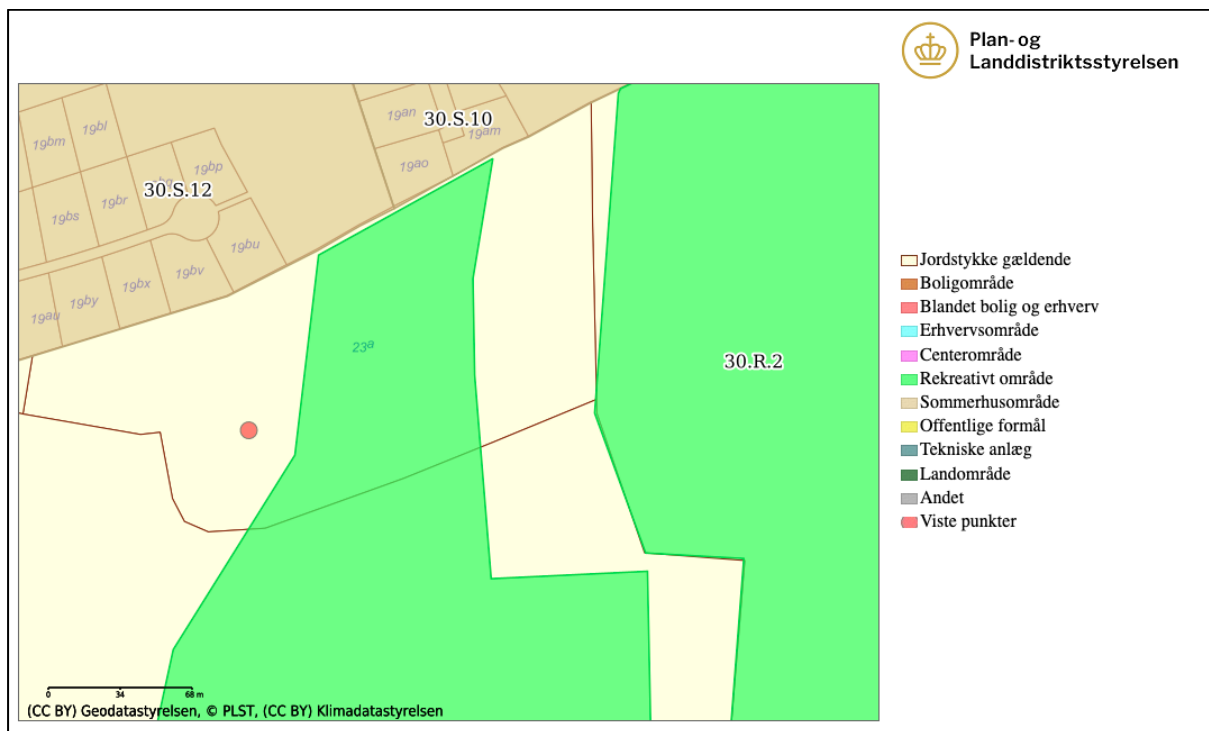 Plan- og
Landdistriktsstyrelsen
19bm
19bl
19an
30.S.10
19am
19ao
19bp
30.S.12
19br
19bs
19bu
19bv
19bx
19by
19au
23a
30.R.2
Jordstykke gældende
Boligområde
Blandet bolig og erhverv
Erhvervsområde
Centerområde
Rekreativt område
Sommerhusområde
Offentlige formål
Tekniske anlæg
Landområde
Andet
Viste punkter
0 34 68 m
(CC BY) Geodatastyrelsen, © PLST, (CC BY) Klimadatastyrelsen